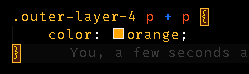 .outer-layer-4 p + p {
color: orange;
} You, a few seconds a